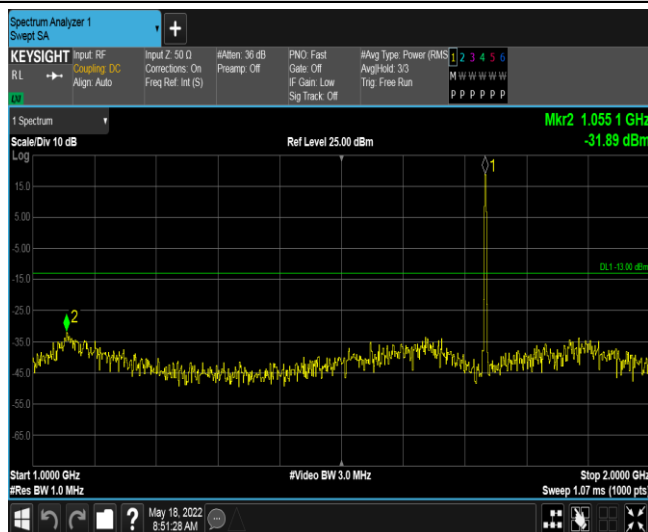 Spectrum Analyzer 1
Swept SA
KEYSIGHT
RL
Input: RF
Coupling: DC
Align: Auto
Input Z: 50 Ω
Corrections: On
Freq Ref: Int (S)
#Atten: 36 dB
Preamp: Off
PNO: Fast
Gate: Off
IF Gain: Low
Sig Track: Off
#Avg Type: Power (RMS
Avg|Hold: 3/3
Trig: Free Run
1 2 3 4 5 6
M W W W W W
P P P P P P
1 Spectrum
Mkr2 1.055 1 GHz
Scale/Div 10 dB
Ref Level 25.00 dBm
-31.89 dBm
Log
1
15.0
5.00
-5.00
DL1 -13.00 dBm
-15.0
-25.0
2
-35.0
-45.0
-55.0
-65.0
Start 1.0000 GHz
#Video BW 3.0 MHz
Stop 2.0000 GHz
#Res BW 1.0 MHz
Sweep 1.07 ms (1000 pts)
?
May 18, 2022
8:51:28 AM